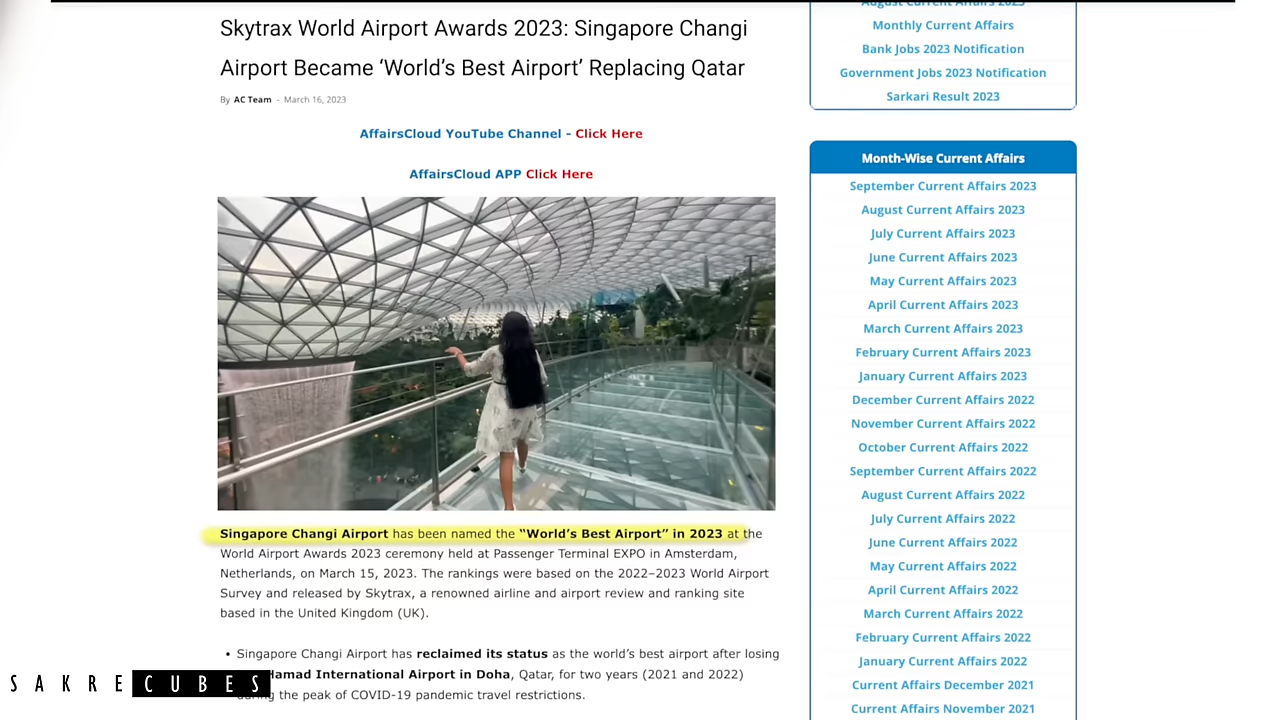 Skytrax World Airport Awards 2023: Singapore Changi
Airport Became ‘World’s Best Airport’ Replacing Qatar
By AC Team - March 16, 2023
AffairsCloud YouTube Channel - Click Here
AffairsCloud APP Click Here
Singapore Changi Airport has been named the “World’s Best Airport” in 2023 at the
World Airport Awards 2023 ceremony held at Passenger Terminal EXPO in Amsterdam,
Netherlands, on March 15, 2023. The rankings were based on the 2022–2023 World Airport
Survey and released by Skytrax, a renowned airline and airport review and ranking site
based in the United Kingdom (UK).
• Singapore Changi Airport has reclaimed its status as the world’s best airport after losing
Hamad International Airport in Doha, Qatar, for two years (2021 and 2022)
the peak of COVID-19 pandemic travel restrictions.
SAKRECUBES
August Current Affairs 2023
Monthly Current Affairs
Bank Jobs 2023 Notification
Government Jobs 2023 Notification
Sarkari Result 2023
Month-Wise Current Affairs
September Current Affairs 2023
August Current Affairs 2023
July Current Affairs 2023
June Current Affairs 2023
May Current Affairs 2023
April Current Affairs 2023
March Current Affairs 2023
February Current Affairs 2023
January Current Affairs 2023
December Current Affairs 2022
November Current Affairs 2022
October Current Affairs 2022
September Current Affairs 2022
August Current Affairs 2022
July Current Affairs 2022
June Current Affairs 2022
May Current Affairs 2022
April Current Affairs 2022
March Current Affairs 2022
February Current Affairs 2022
January Current Affairs 2022
Current Affairs December 2021
Current Affairs November 2021